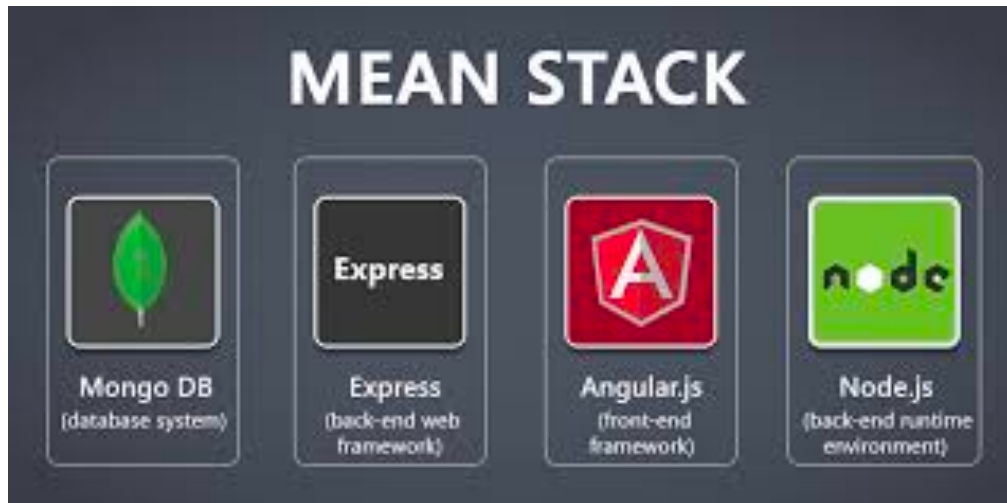 MEAN STACK
Express
node
Mongo DB
(database system)
Express
(back-end web
framework)
Angular.js
(front-end
framework)
Node.js
(back-end runtime
environment)